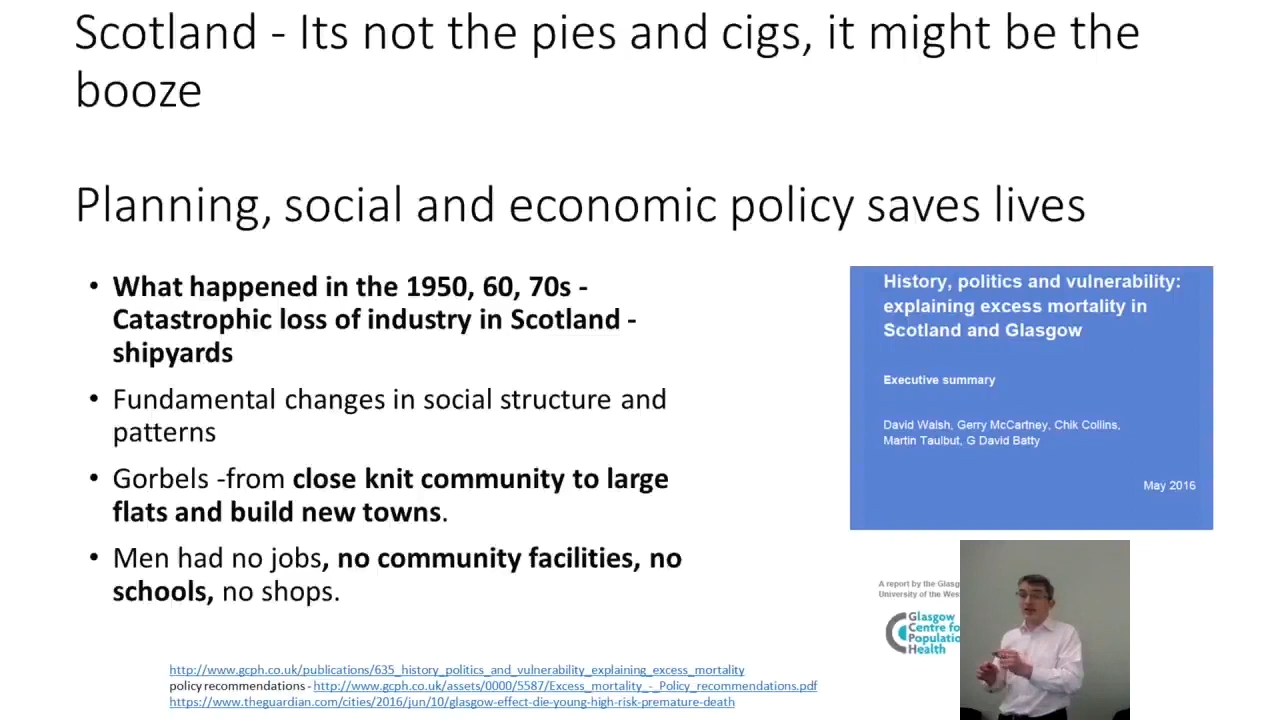 Scotland - Its not the pies and cigs, it might be the
booze
Planning, social and economic policy saves lives
• What happened in the 1950, 60, 70s -
Catastrophic loss of industry in Scotland -
shipyards
• Fundamental changes in social structure and
patterns
• Gorbels -from close knit community to large
flats and build new towns.
• Men had no jobs, no community facilities, no
schools, no shops.
History, politics and vulnerability:
explaining excess mortality in
Scotland and Glasgow
Executive summary
David Walsh, Gerry McCartney, Chik Collins,
Martin Taulbut, G David Batty
May 2016
A report by the Glasg
University of the Wes
Glasgow
Centre fo
Populatio
Health
http://www.gcph.co.uk/publications/635_history_politics_and_vulnerability_explaining_excess_mortality
policy recommendations - http://www.gcph.co.uk/assets/0000/5587/Excess_mortality_-_Policy_recommendations.pdf
https://www.theguardian.com/cities/2016/jun/10/glasgow-effect-die-young-high-risk-premature-death